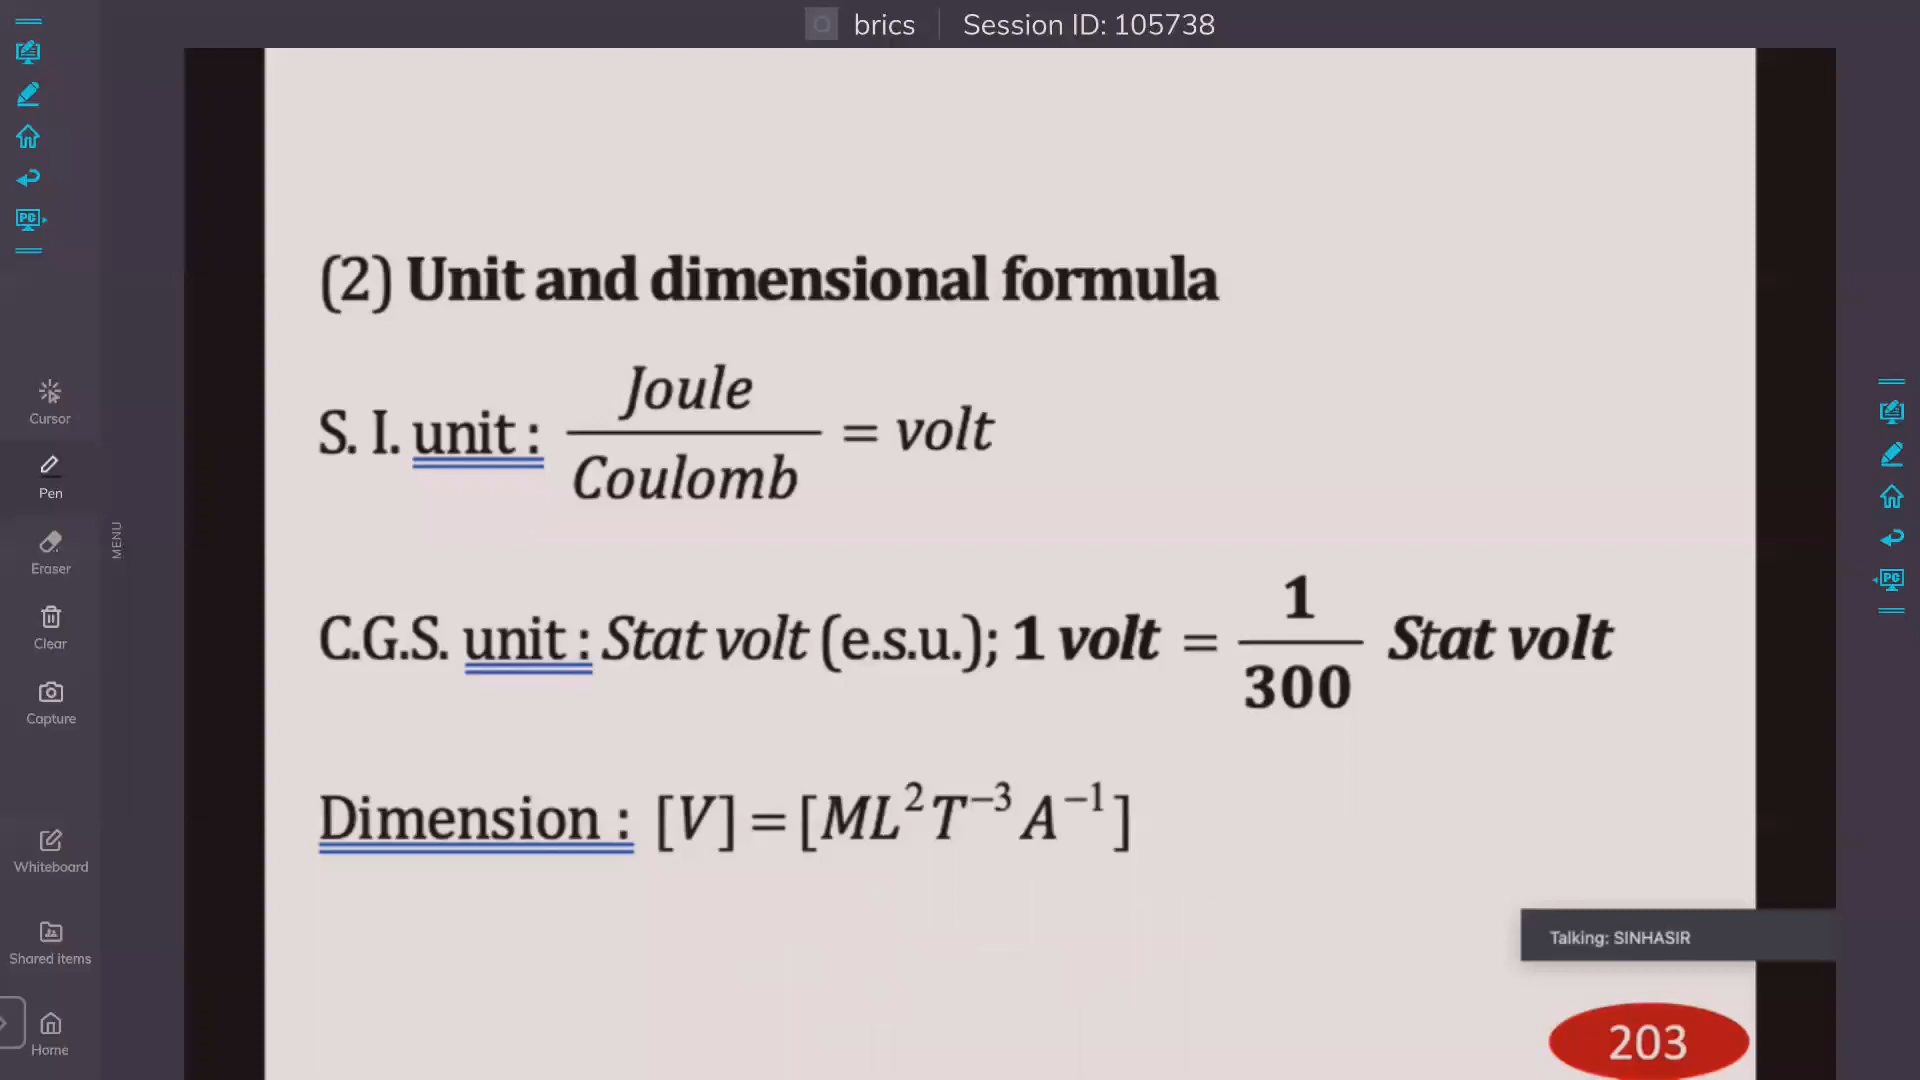 brics Session ID: 105738
(2) Unit and dimensional formula
S. I. unit : Joule / Coulomb = volt
C.G.S. unit : Stat volt (e.s.u.); 1 volt = 1 / 300 Stat volt
Dimension : [V] = [ML²T⁻³A⁻¹]
Talking: SINHASIR
203
Cursor
Pen
MENU
Eraser
Clear
Capture
Whiteboard
Shared items
Home
PC
PC